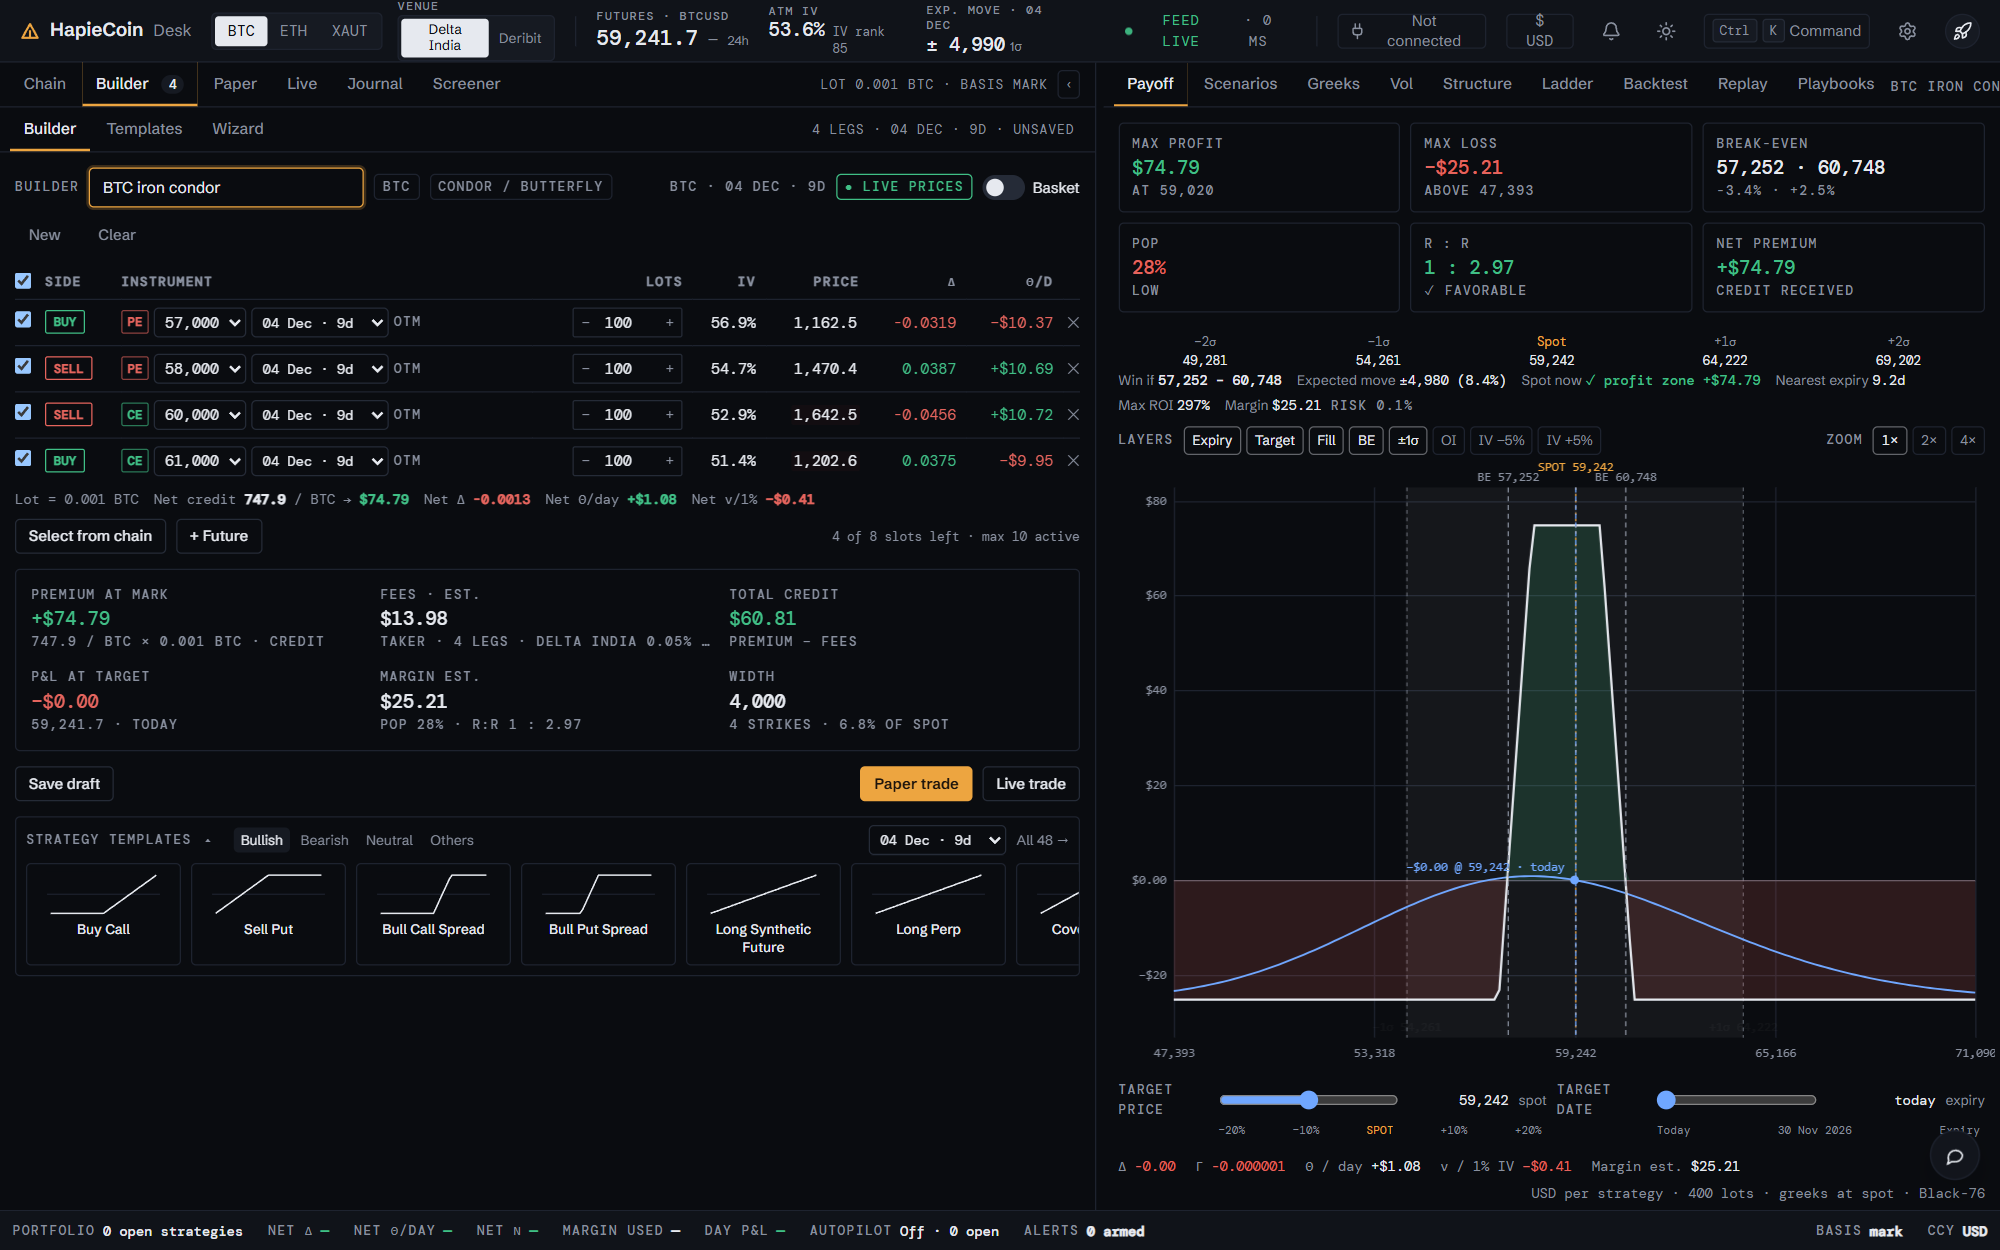 HapieCoin Desk
BTC ETH XAUT
VENUE
Delta India
Deribit
FUTURES · BTCUSD
59,241.7 — 24h
ATM IV
53.6% IV rank 85
EXP. MOVE · 04 DEC
± 4,990 1σ
FEED LIVE · 0 MS
Not connected
$ USD
Ctrl K Command
Chain Builder 4 Paper Live Journal Screener
LOT 0.001 BTC · BASIS MARK ‹
Builder Templates Wizard
4 LEGS · 04 DEC · 9D · UNSAVED
BUILDER BTC iron condor BTC CONDOR / BUTTERFLY BTC · 04 DEC · 9D • LIVE PRICES Basket
New Clear
SIDE INSTRUMENT LOTS IV PRICE Δ Θ/D
BUY PE 57,000 04 Dec · 9d OTM − 100 + 56.9% 1,162.5 -0.0319 −$10.37 ×
SELL PE 58,000 04 Dec · 9d OTM − 100 + 54.7% 1,470.4 0.0387 +$10.69 ×
SELL CE 60,000 04 Dec · 9d OTM − 100 + 52.9% 1,642.5 -0.0456 +$10.72 ×
BUY CE 61,000 04 Dec · 9d OTM − 100 + 51.4% 1,202.6 0.0375 −$9.95 ×
Lot = 0.001 BTC Net credit 747.9 / BTC → $74.79 Net Δ -0.0013 Net Θ/day +$1.08 Net ν/1% −$0.41
Select from chain + Future 4 of 8 slots left · max 10 active
PREMIUM AT MARK FEES · EST. TOTAL CREDIT
+$74.79 $13.98 $60.81
747.9 / BTC × 0.001 BTC · CREDIT TAKER · 4 LEGS · DELTA INDIA 0.05% … PREMIUM − FEES
P&L AT TARGET MARGIN EST. WIDTH
−$0.00 $25.21 4,000
59,241.7 · TODAY POP 28% · R:R 1 : 2.97 4 STRIKES · 6.8% OF SPOT
Save draft Paper trade Live trade
STRATEGY TEMPLATES Bullish Bearish Neutral Others 04 Dec · 9d All 48 →
Buy Call Sell Put Bull Call Spread Bull Put Spread Long Synthetic Future Long Perp Cov
Payoff Scenarios Greeks Vol Structure Ladder Backtest Replay Playbooks BTC IRON CON
MAX PROFIT MAX LOSS BREAK-EVEN
$74.79 −$25.21 57,252 · 60,748
AT 59,020 ABOVE 47,393 -3.4% · +2.5%
POP R : R NET PREMIUM
28% 1 : 2.97 +$74.79
LOW ✓ FAVORABLE CREDIT RECEIVED
−2σ −1σ Spot +1σ +2σ
49,281 54,261 59,242 64,222 69,202
Win if 57,252 – 60,748 Expected move ±4,980 (8.4%) Spot now ✓ profit zone +$74.79 Nearest expiry 9.2d
Max ROI 297% Margin $25.21 RISK 0.1%
LAYERS Expiry Target Fill BE ±1σ OI IV −5% IV +5% ZOOM 1× 2× 4×
SPOT 59,242
BE 57,252 BE 60,748
$80
$60
$40
$20
−$0.00 @ 59,242 · today
$0.00
−$20
47,393 53,318 59,242 65,166 71,090
TARGET PRICE 59,242 spot TARGET DATE today expiry
−20% −10% SPOT +10% +20% Today 30 Nov 2026 Expiry
Δ -0.00 Γ -0.000001 Θ / day +$1.08 ν / 1% IV −$0.41 Margin est. $25.21
USD per strategy · 400 lots · greeks at spot · Black-76
PORTFOLIO 0 open strategies NET Δ — NET Θ/DAY — NET N — MARGIN USED — DAY P&L — AUTOPILOT Off · 0 open ALERTS 0 armed BASIS mark CCY USD